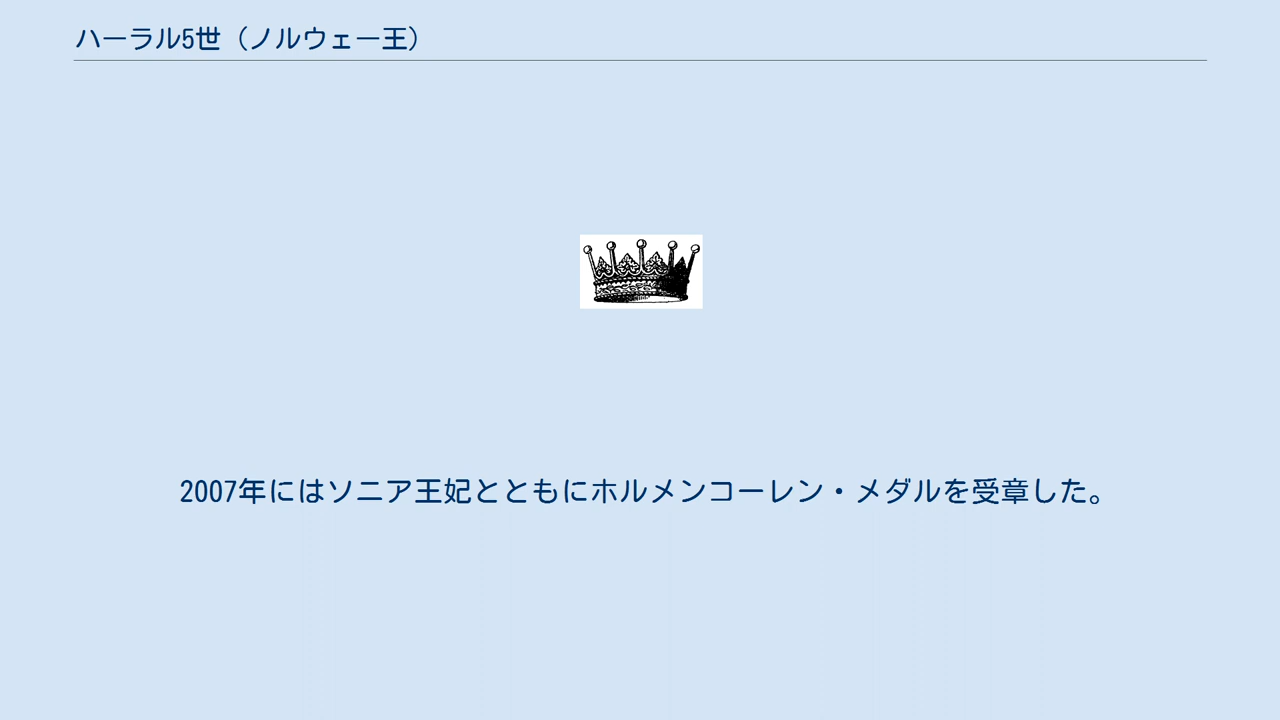 ハーラル5世（ノルウェー王）
2007年にはソニア王妃とともにホルメンコーレン・メダルを受章した。